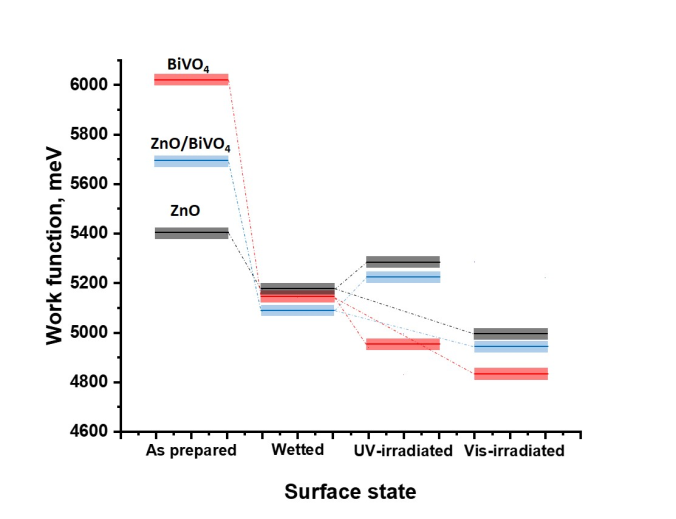 BiVO₄
6000
5800
ZnO/BiVO₄
5600
ZnO
5400
5200
5000
4800
4600
Work function, meV
As prepared Wetted UV-irradiated Vis-irradiated
Surface state